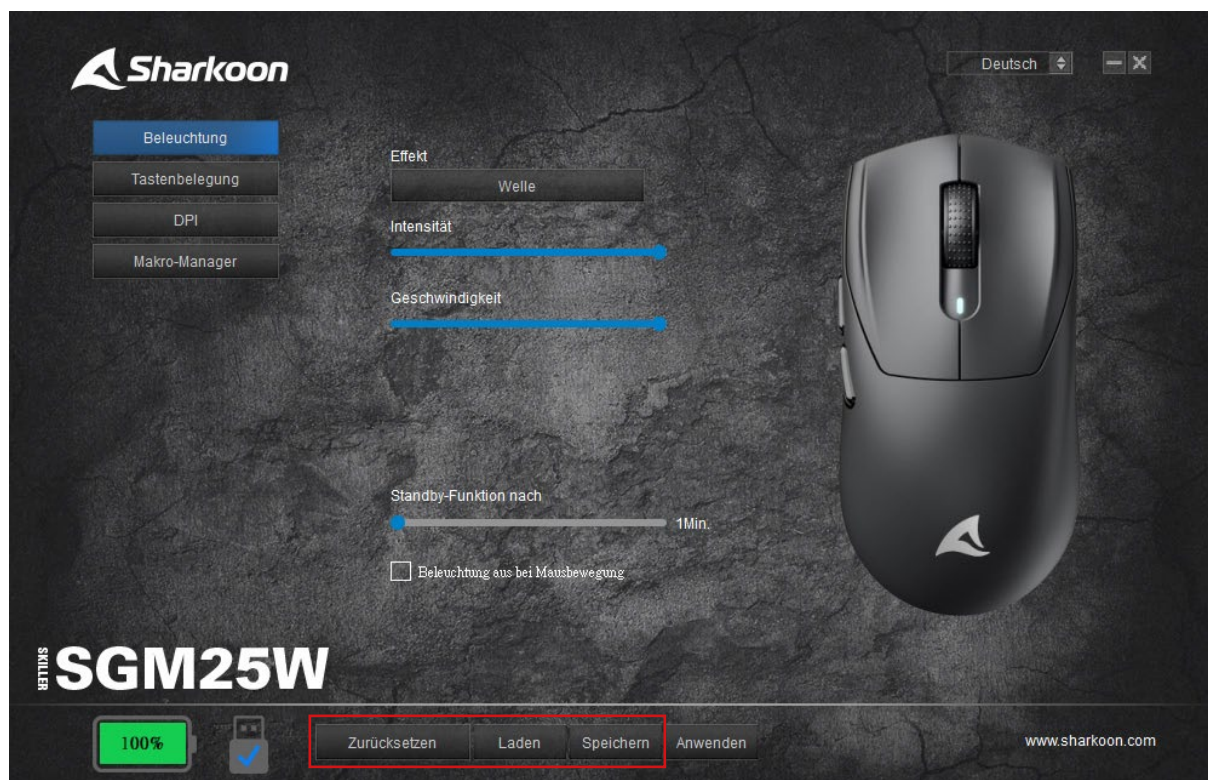 Sharkoon
Deutsch
Beleuchtung
Tastenbelegung
DPI
Makro-Manager
Effekt
Welle
Intensität
Geschwindigkeit
Standby-Funktion nach
1Min.
Beleuchtung aus bei Mausbewegung
SKILLER
SGM25W
100%
Zurücksetzen
Laden
Speichern
Anwenden
www.sharkoon.com